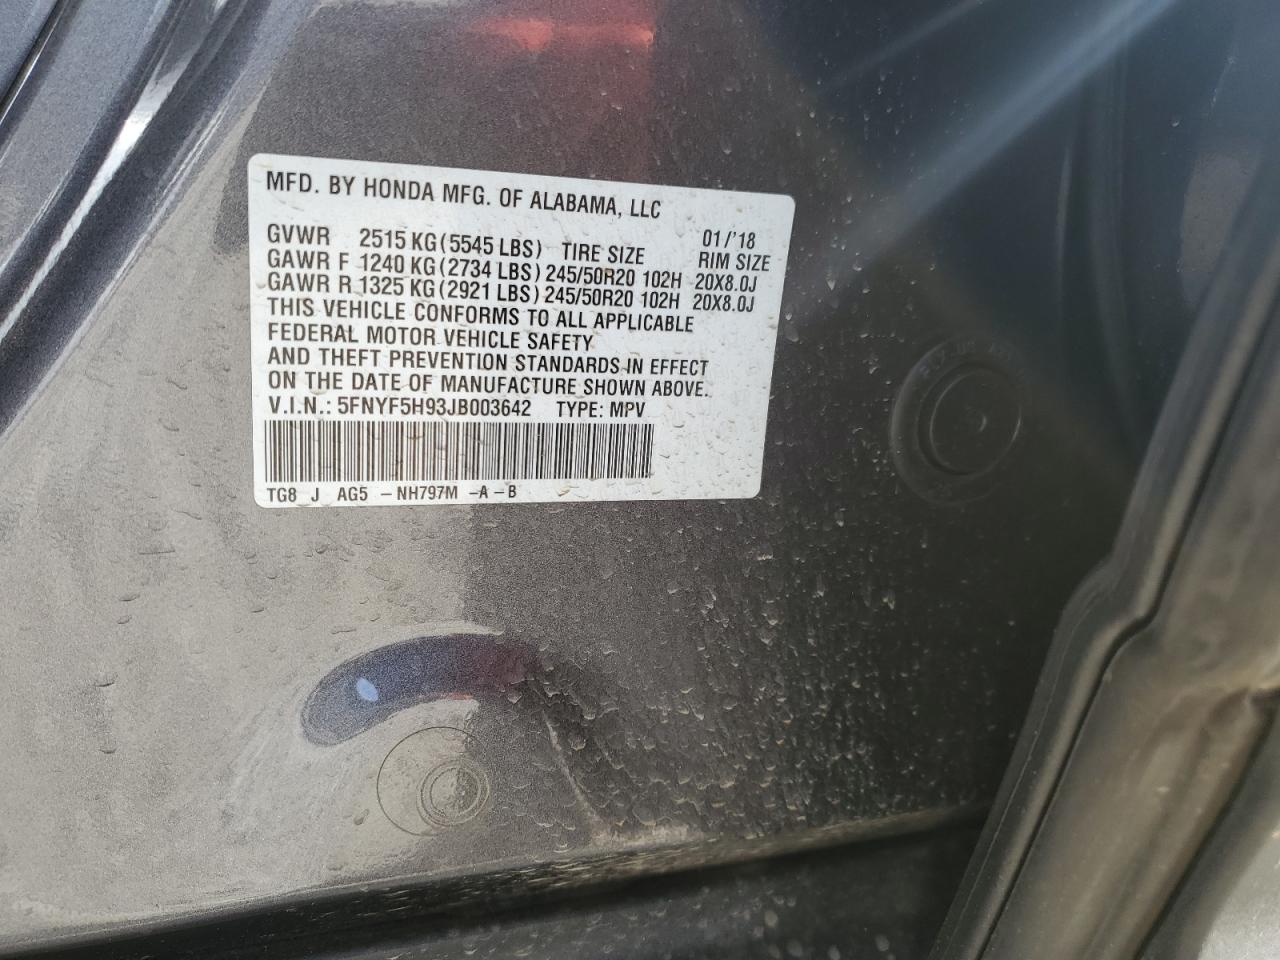 MFD. BY HONDA MFG. OF ALABAMA, LLC
01/'18
GVWR 2515 KG (5545 LBS) TIRE SIZE RIM SIZE
GAWR F 1240 KG (2734 LBS) 245/50R20 102H 20X8.0J
GAWR R 1325 KG (2921 LBS) 245/50R20 102H 20X8.0J
THIS VEHICLE CONFORMS TO ALL APPLICABLE
FEDERAL MOTOR VEHICLE SAFETY
AND THEFT PREVENTION STANDARDS IN EFFECT
ON THE DATE OF MANUFACTURE SHOWN ABOVE.
V.I.N.: 5FNYF5H93JB003642 TYPE: MPV
TG8 J AG5 - NH797M - A - B